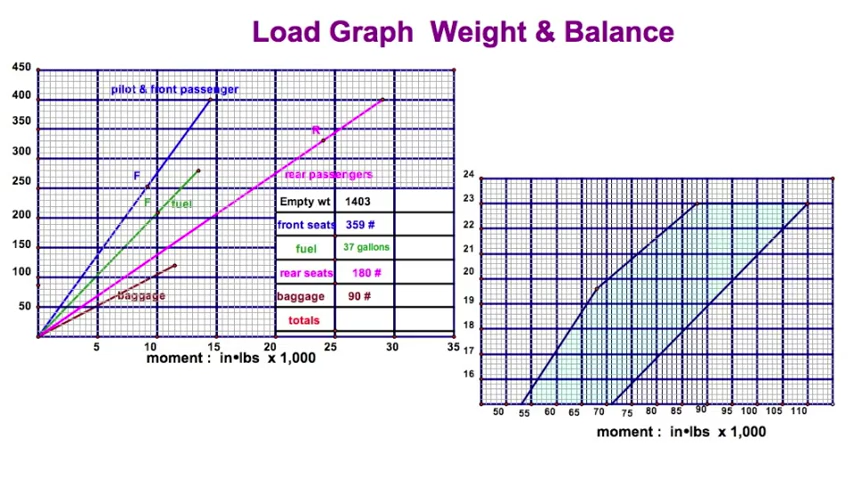 Load Graph Weight & Balance
450
400
350
300
250
200
150
100
50
pilot & front passenger
R
rear passengers
F
F
fuel
baggage
Empty wt 1403
front seats 359 #
fuel 37 gallons
rear seats 180 #
baggage 90 #
totals
5 10 15 20 25 30 35
moment : in•lbs x 1,000
24
23
22
21
20
19
18
17
16
50 55 60 65 70 75 80 85 90 95 100 105 110
moment : in•lbs x 1,000